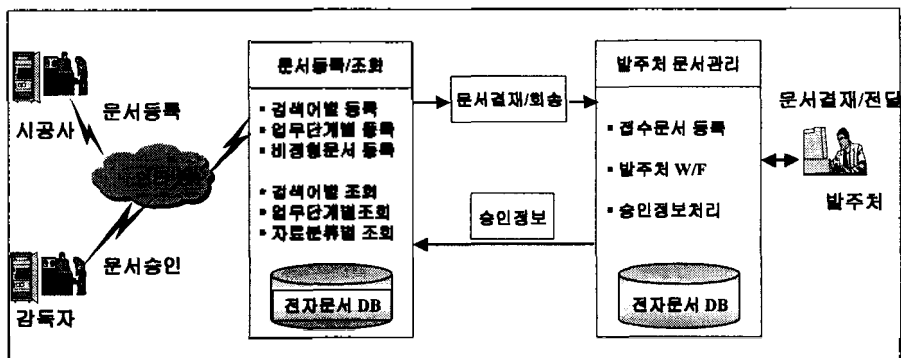 시공사
문서등록
감독자
문서승인
문서등록/조회
▪ 검색어별 등록
▪ 업무단계별 등록
▪ 비정형문서 등록
▪ 검색어별 조회
▪ 업무단계별조회
▪ 자료분류별 조회
전자문서 DB
문서결재/회송
승인정보
발주처 문서관리
▪ 접수문서 등록
▪ 발주처 W/F
▪ 승인정보처리
전자문서 DB
문서결재/전달
발주처